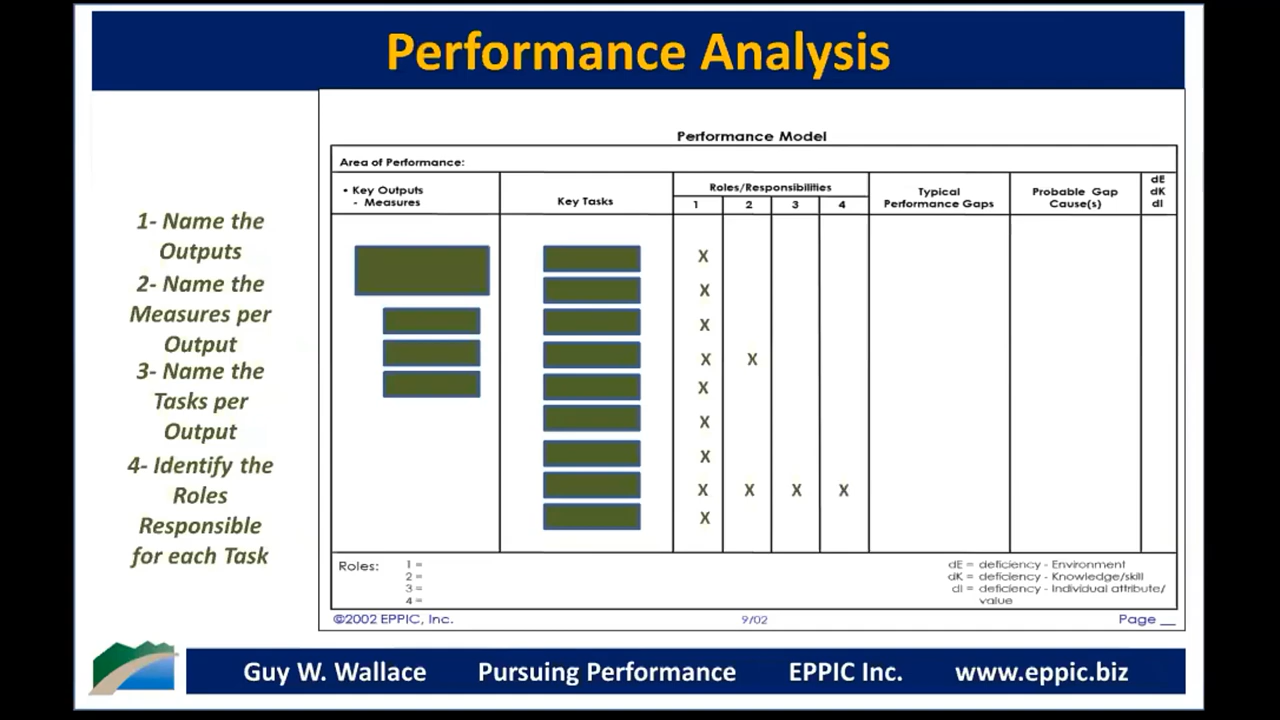 Performance Analysis
1- Name the
Outputs
2- Name the
Measures per
Output
3- Name the
Tasks per
Output
4- Identify the
Roles
Responsible
for each Task
Performance Model
Area of Performance:
• Key Outputs
- Measures
Key Tasks
Roles/Responsibilities
1 2 3 4
Typical
Performance Gaps
Probable Gap
Cause(s)
dE
dK
dI
X
X
X
X X
X
X
X
X X X X
X
Roles: 1 =
2 =
3 =
4 =
dE = deficiency - Environment
dK = deficiency - Knowledge/skill
dI = deficiency - Individual attribute/
value
©2002 EPPIC, Inc. 9/02 Page __
Guy W. Wallace Pursuing Performance EPPIC Inc. www.eppic.biz